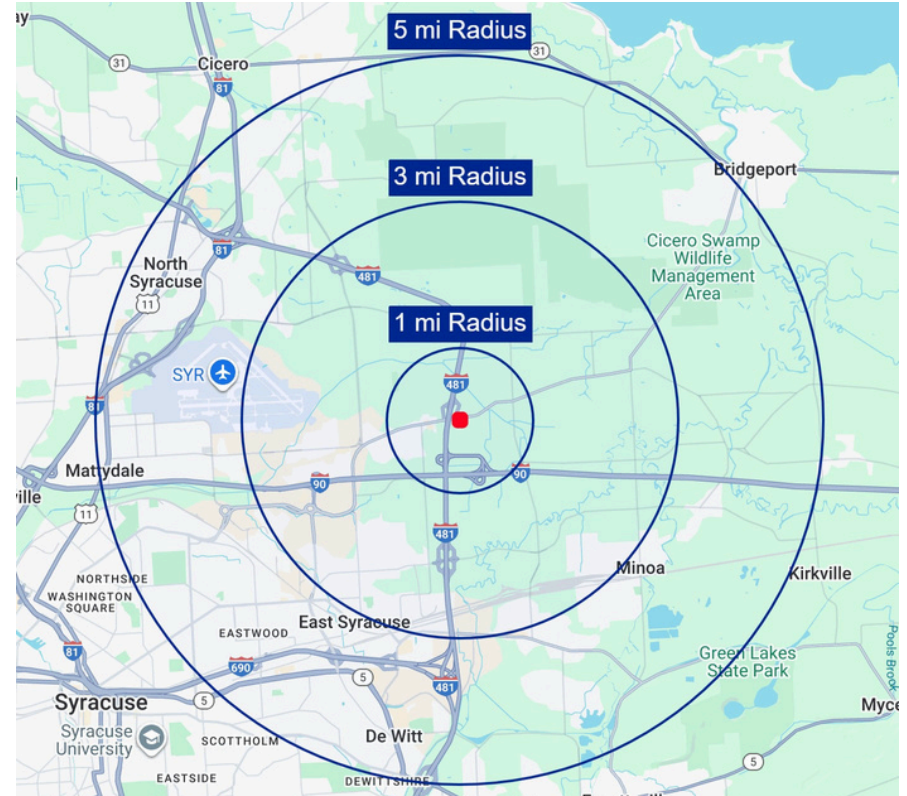 ay
5 mi Radius
31
31
Cicero
81
3 mi Radius
Bridgeport
81
Cicero Swamp
Wildlife
Management
Area
North
Syracuse
481
11
1 mi Radius
SYR
481
81
Mattydale
90
90
ville
11
481
Minoa
Kirkville
NORTHSIDE
WASHINGTON
SQUARE
East Syracuse
EASTWOOD
Pools Brook
81
690
5
Green Lakes
State Park
5
481
Syracuse
Myce
Syracuse
University
SCOTTHOLM
De Witt
5
EASTSIDE
DEWITTSHIRE